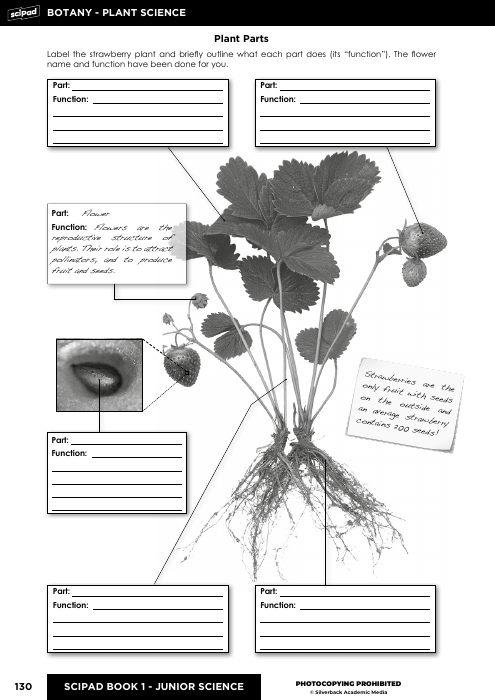 scipad BOTANY - PLANT SCIENCE
Plant Parts
Label the strawberry plant and briefly outline what each part does (its “function”). The flower
name and function have been done for you.
Part:
Function:
Part:
Function:
Part: Flower
Function: Flowers are the
reproductive structure of
plants. Their role is to attract
pollinators, and to produce
fruit and seeds.
Strawberries are the
only fruit with seeds
on the outside and
an average strawberry
contains 200 seeds!
Part:
Function:
Part:
Function:
Part:
Function:
130 SCIPAD BOOK 1 - JUNIOR SCIENCE
PHOTOCOPYING PROHIBITED
© Silverback Academic Media